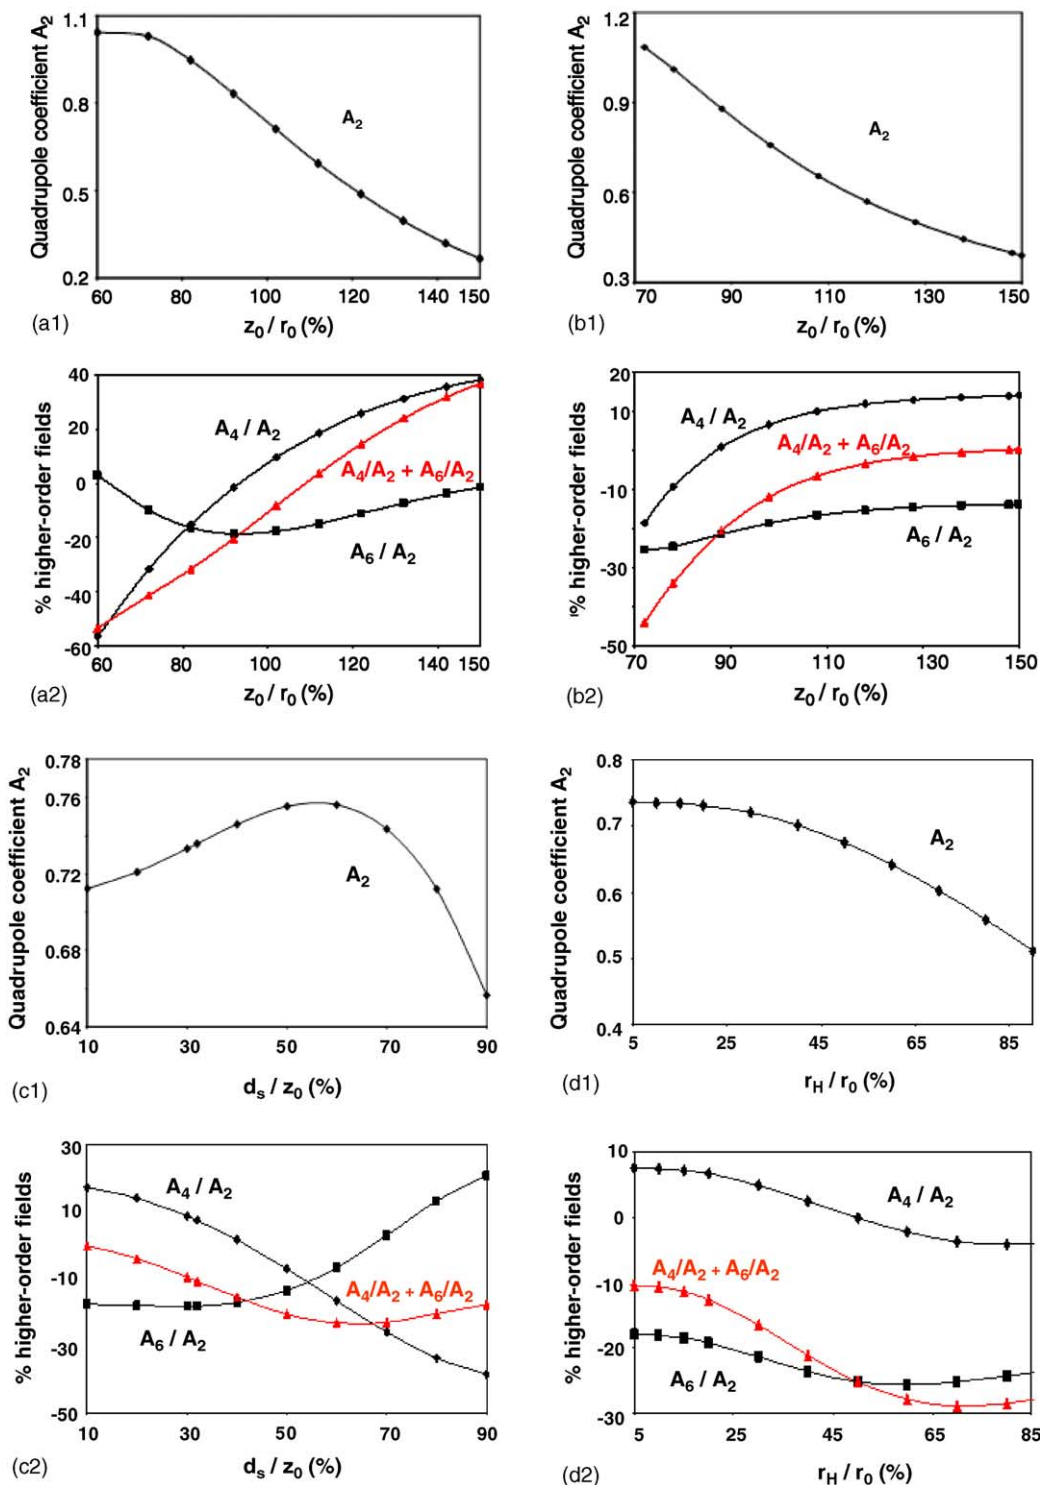 Quadrupole coefficient A2
1.1
0.8
0.5
0.2
A2
60 80 100 120 140 150
z0 / r0 (%)
(a1)
Quadrupole coefficient A2
1.2
0.9
0.6
0.3
A2
70 90 110 130 150
z0 / r0 (%)
(b1)
% higher-order fields
40
20
0
-20
-40
-60
A4 / A2
A4/A2 + A6/A2
A6 / A2
60 80 100 120 140 150
z0 / r0 (%)
(a2)
% higher-order fields
20
10
-10
-30
-50
A4 / A2
A4/A2 + A6/A2
A6 / A2
70 90 110 130 150
z0 / r0 (%)
(b2)
Quadrupole coefficient A2
0.78
0.76
0.72
0.68
0.64
A2
10 30 50 70 90
ds / z0 (%)
(c1)
Quadrupole coefficient A2
0.8
0.7
0.6
0.5
0.4
A2
5 25 45 65 85
rH / r0 (%)
(d1)
% higher-order fields
30
10
-10
-30
-50
A4 / A2
A4/A2 + A6/A2
A6 / A2
10 30 50 70 90
ds / z0 (%)
(c2)
% higher-order fields
10
0
-10
-20
-30
A4 / A2
A4/A2 + A6/A2
A6 / A2
5 25 45 65 85
rH / r0 (%)
(d2)